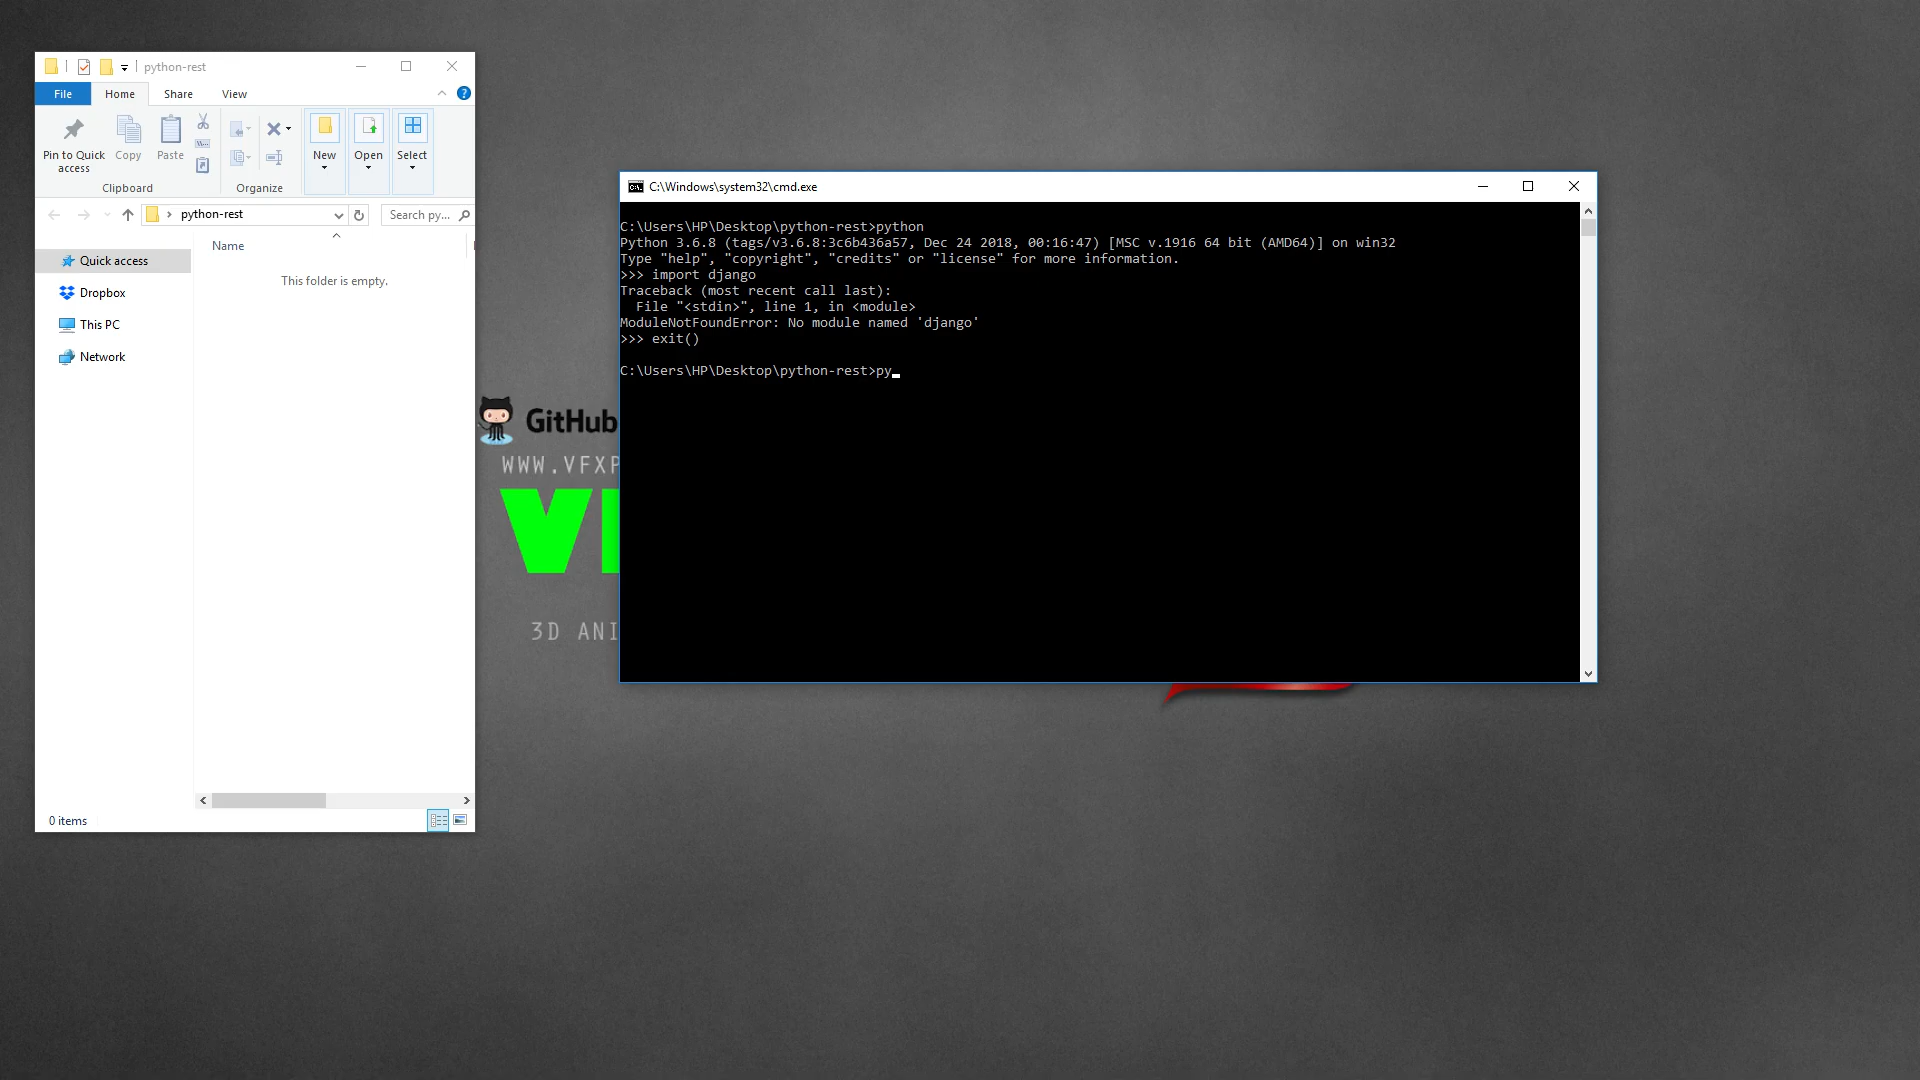 python-rest
File Home Share View
Pin to Quick access
Copy
Paste
New
Open
Select
Clipboard
Organize
python-rest
Search py...
Name
Quick access
This folder is empty.
Dropbox
This PC
Network
0 items
GitHub
WWW.VFXP
3D ANI
C:\Windows\system32\cmd.exe
C:\Users\HP\Desktop\python-rest>python
Python 3.6.8 (tags/v3.6.8:3c6b436a57, Dec 24 2018, 00:16:47) [MSC v.1916 64 bit (AMD64)] on win32
Type "help", "copyright", "credits" or "license" for more information.
>>> import django
Traceback (most recent call last):
  File "<stdin>", line 1, in <module>
ModuleNotFoundError: No module named 'django'
>>> exit()
C:\Users\HP\Desktop\python-rest>py_